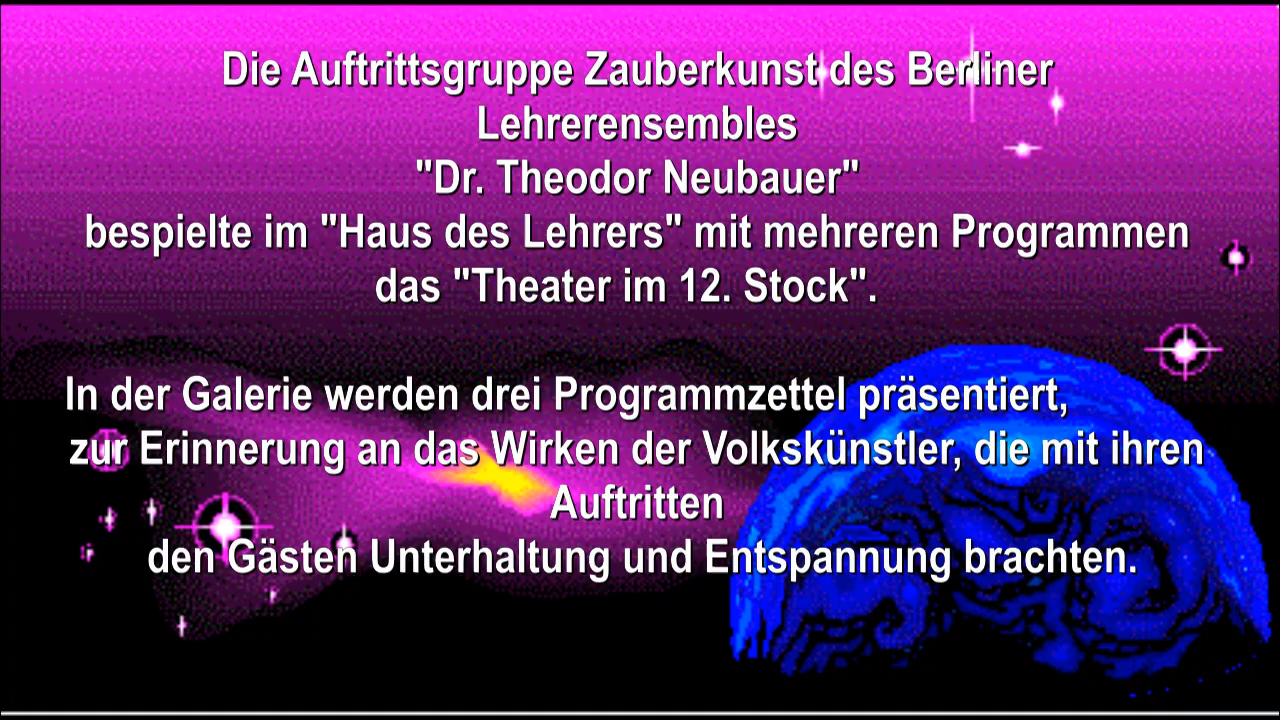 Die Auftrittsgruppe Zauberkunst des Berliner
Lehrerensembles
"Dr. Theodor Neubauer"
bespielte im "Haus des Lehrers" mit mehreren Programmen
das "Theater im 12. Stock".
In der Galerie werden drei Programmzettel präsentiert,
zur Erinnerung an das Wirken der Volkskünstler, die mit ihren
Auftritten
den Gästen Unterhaltung und Entspannung brachten.